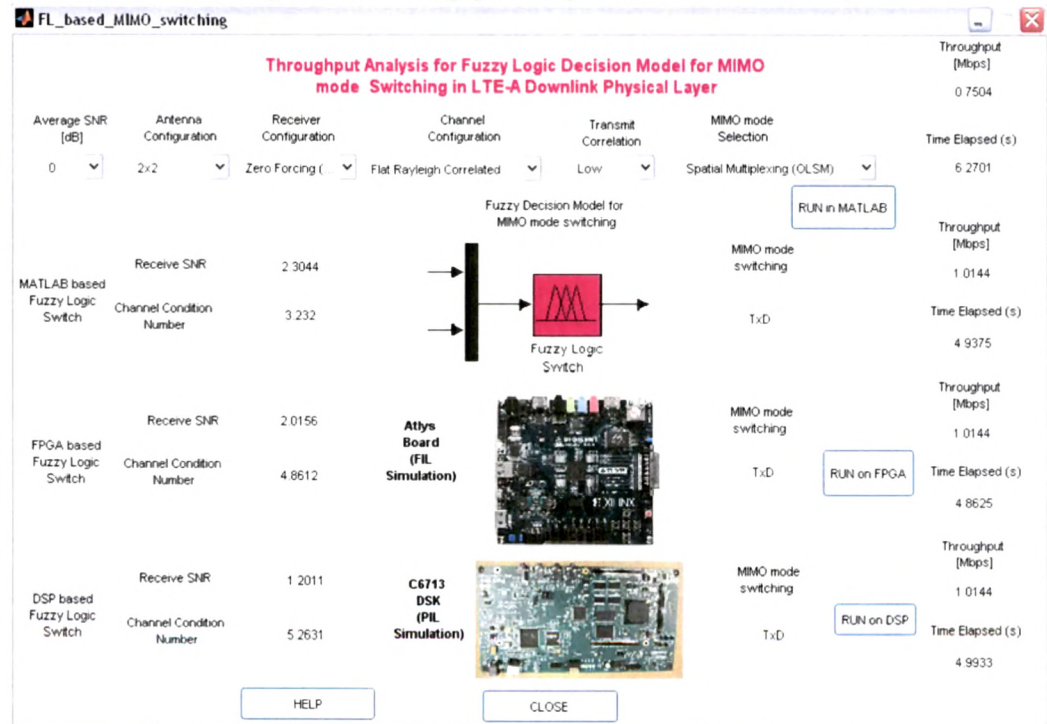 FL_based_MIMO_switching
Throughput Analysis for Fuzzy Logic Decision Model for MIMO
mode Switching in LTE-A Downlink Physical Layer
Throughput
[Mbps]
0.7504
Average SNR
[dB]
Antenna
Configuration
Receiver
Configuration
Channel
Configuration
Transmit
Correlation
MIMO mode
Selection
Time Elapsed (s)
0
2x2
Zero Forcing (...
Flat Rayleigh Correlated
Low
Spatial Multiplexing (OLSM)
6.2701
RUN in MATLAB
Fuzzy Decision Model for
MIMO mode switching
MATLAB based
Fuzzy Logic
Switch
Receive SNR
2.3044
Channel Condition
Number
3.232
Fuzzy Logic
Switch
MIMO mode
switching
TxD
Throughput
[Mbps]
1.0144
Time Elapsed (s)
4.9375
FPGA based
Fuzzy Logic
Switch
Receive SNR
2.0156
Channel Condition
Number
4.8612
Atlys
Board
(FIL
Simulation)
DIGILENT
XILINX
MIMO mode
switching
TxD
RUN on FPGA
Throughput
[Mbps]
1.0144
Time Elapsed (s)
4.8625
DSP based
Fuzzy Logic
Switch
Receive SNR
1.2011
Channel Condition
Number
5.2631
C6713
DSK
(PIL
Simulation)
MIMO mode
switching
TxD
RUN on DSP
Throughput
[Mbps]
1.0144
Time Elapsed (s)
4.9933
HELP
CLOSE